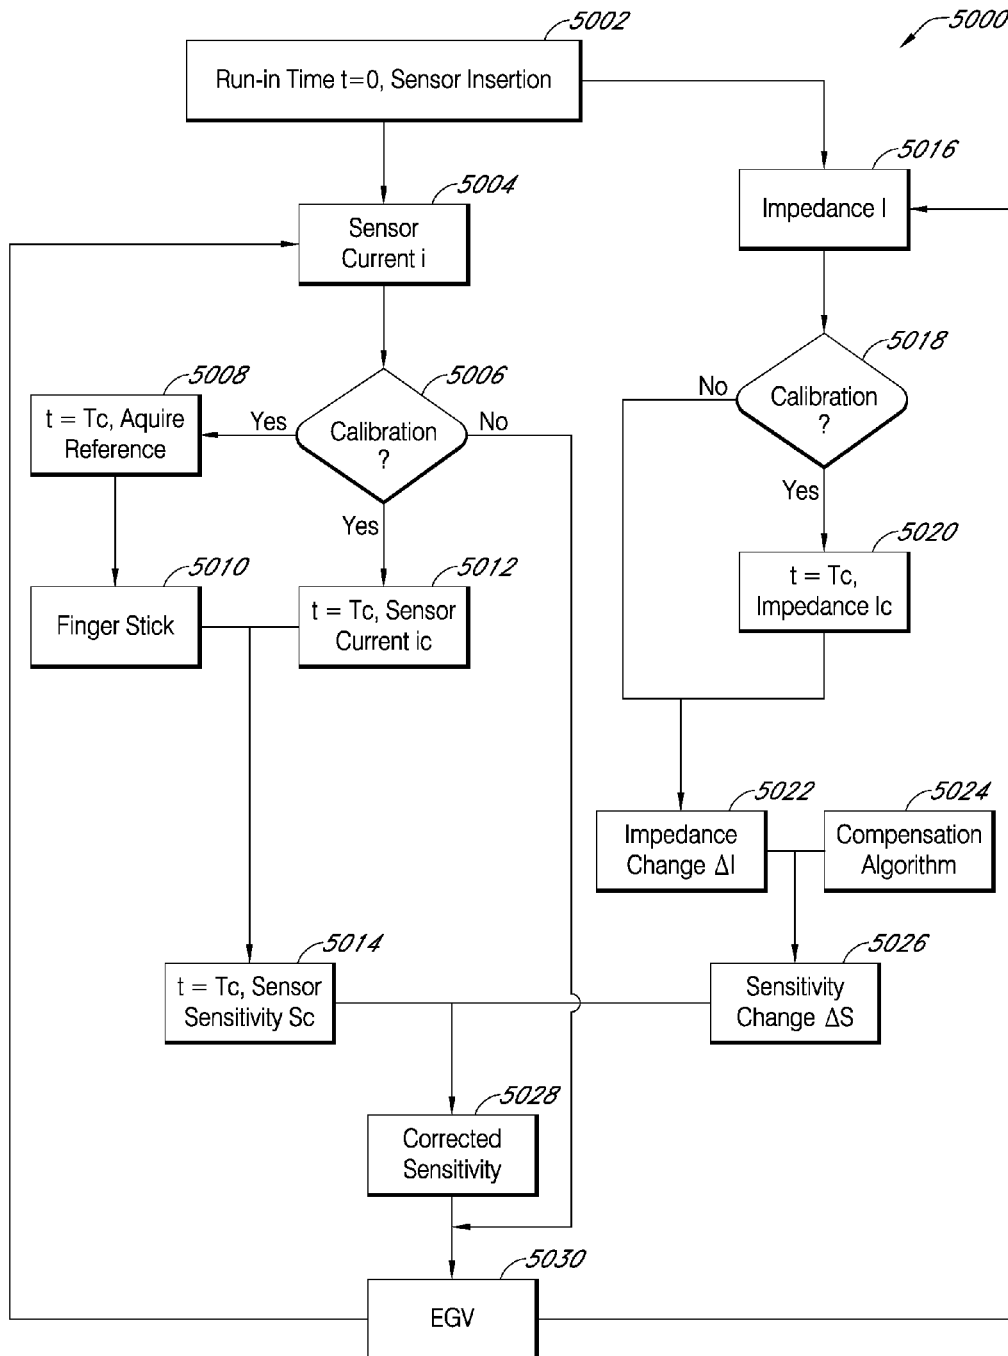 5002
5000
Run-in Time t=0, Sensor Insertion
5016
5004
Impedance I
Sensor
Current i
5018
5008
5006
No
Calibration
?
t = Tc, Aquire
Reference
Yes
Calibration
?
No
Yes
Yes
5020
5010
5012
t = Tc,
Impedance Ic
Finger Stick
t = Tc, Sensor
Current ic
5022
5024
Impedance
Change ΔI
Compensation
Algorithm
5014
5026
t = Tc, Sensor
Sensitivity Sc
Sensitivity
Change ΔS
5028
Corrected
Sensitivity
5030
EGV